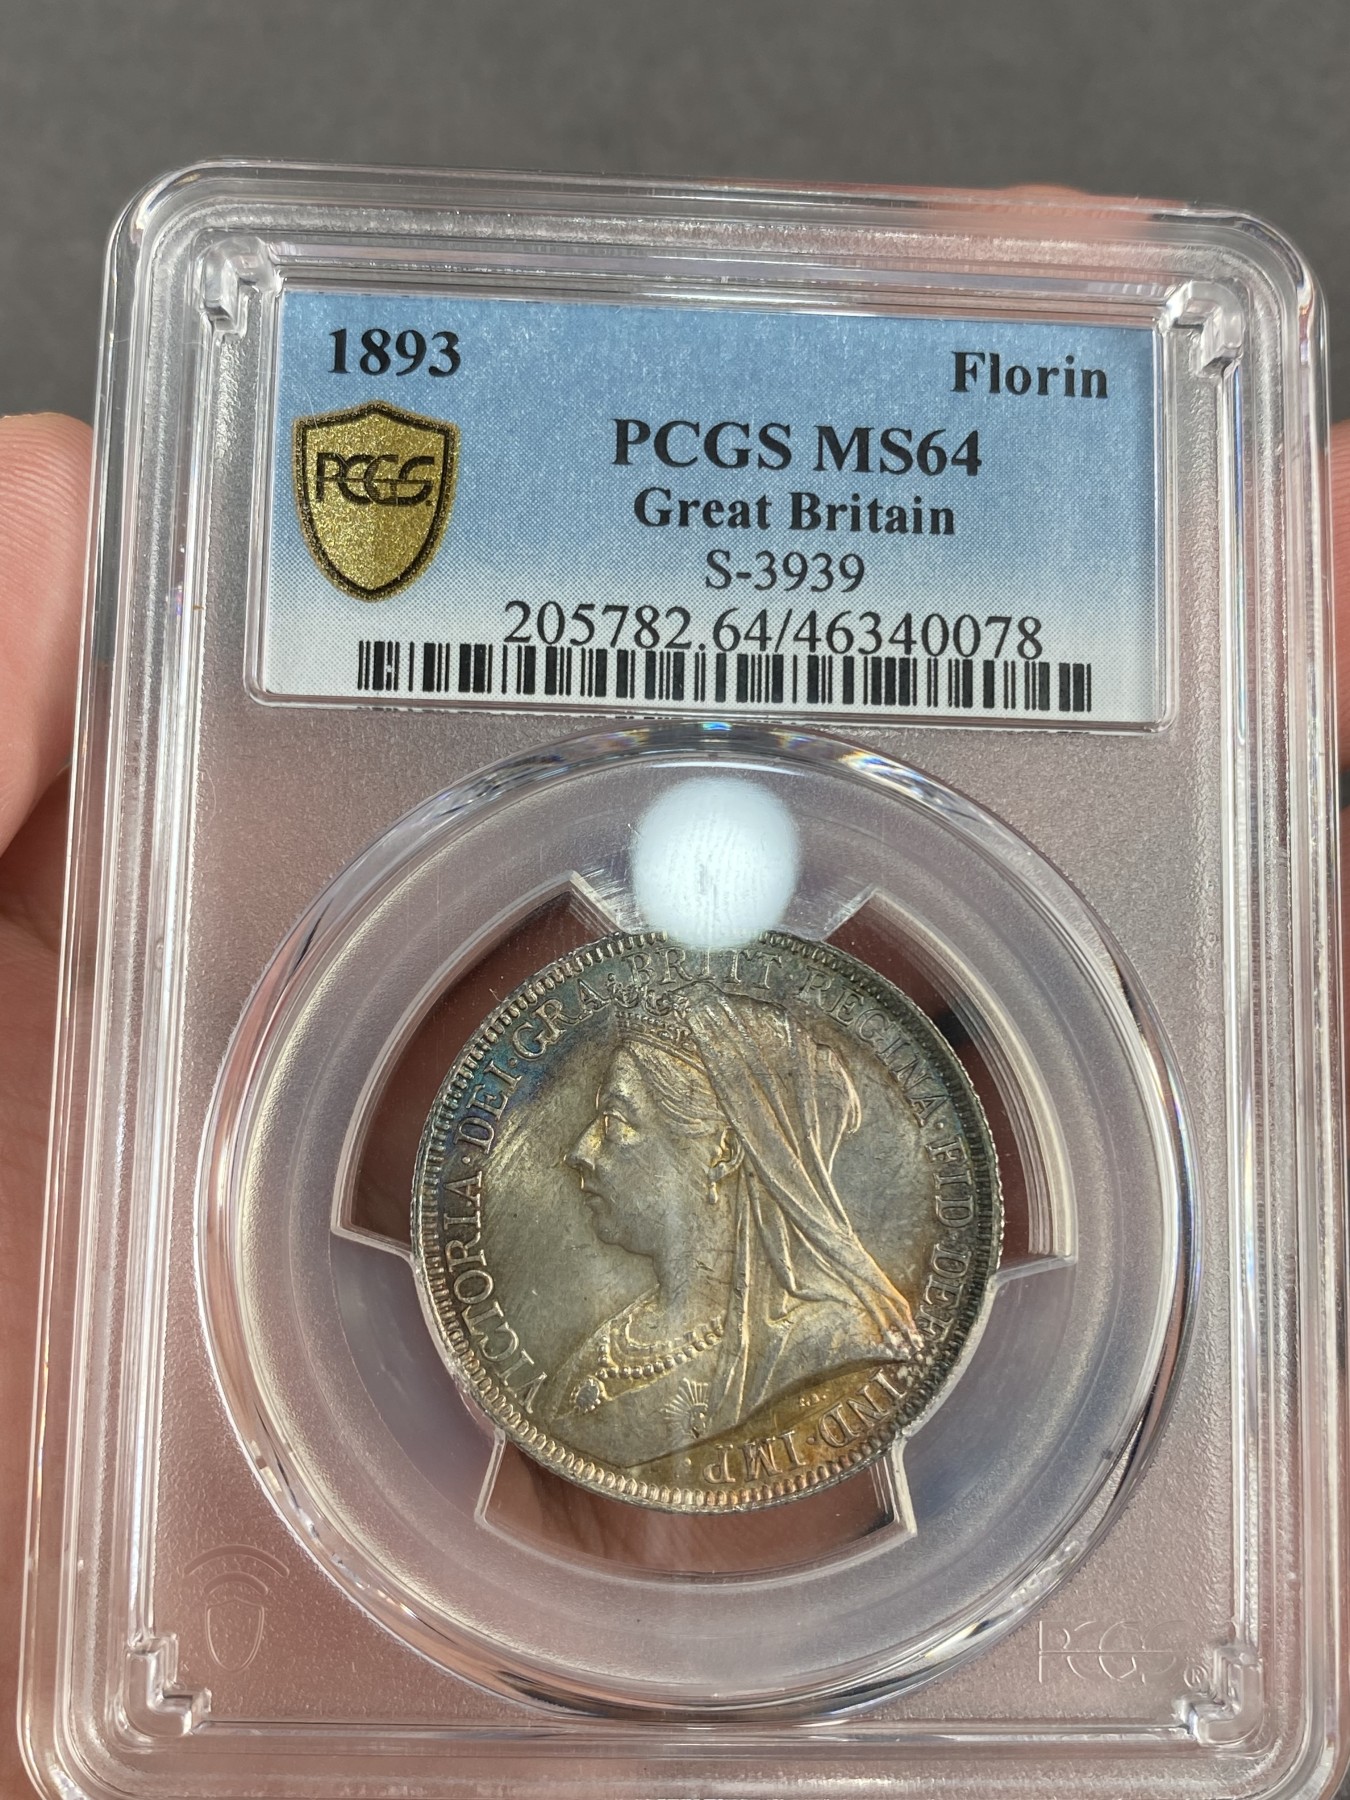 1893
Florin
PCGS
PCGS MS64
Great Britain
S-3939
205782.64/46340078
VICTORIA·DEI·GRA·BRITT·REGINA·FID·DEF·IND·IMP·
PCGS®